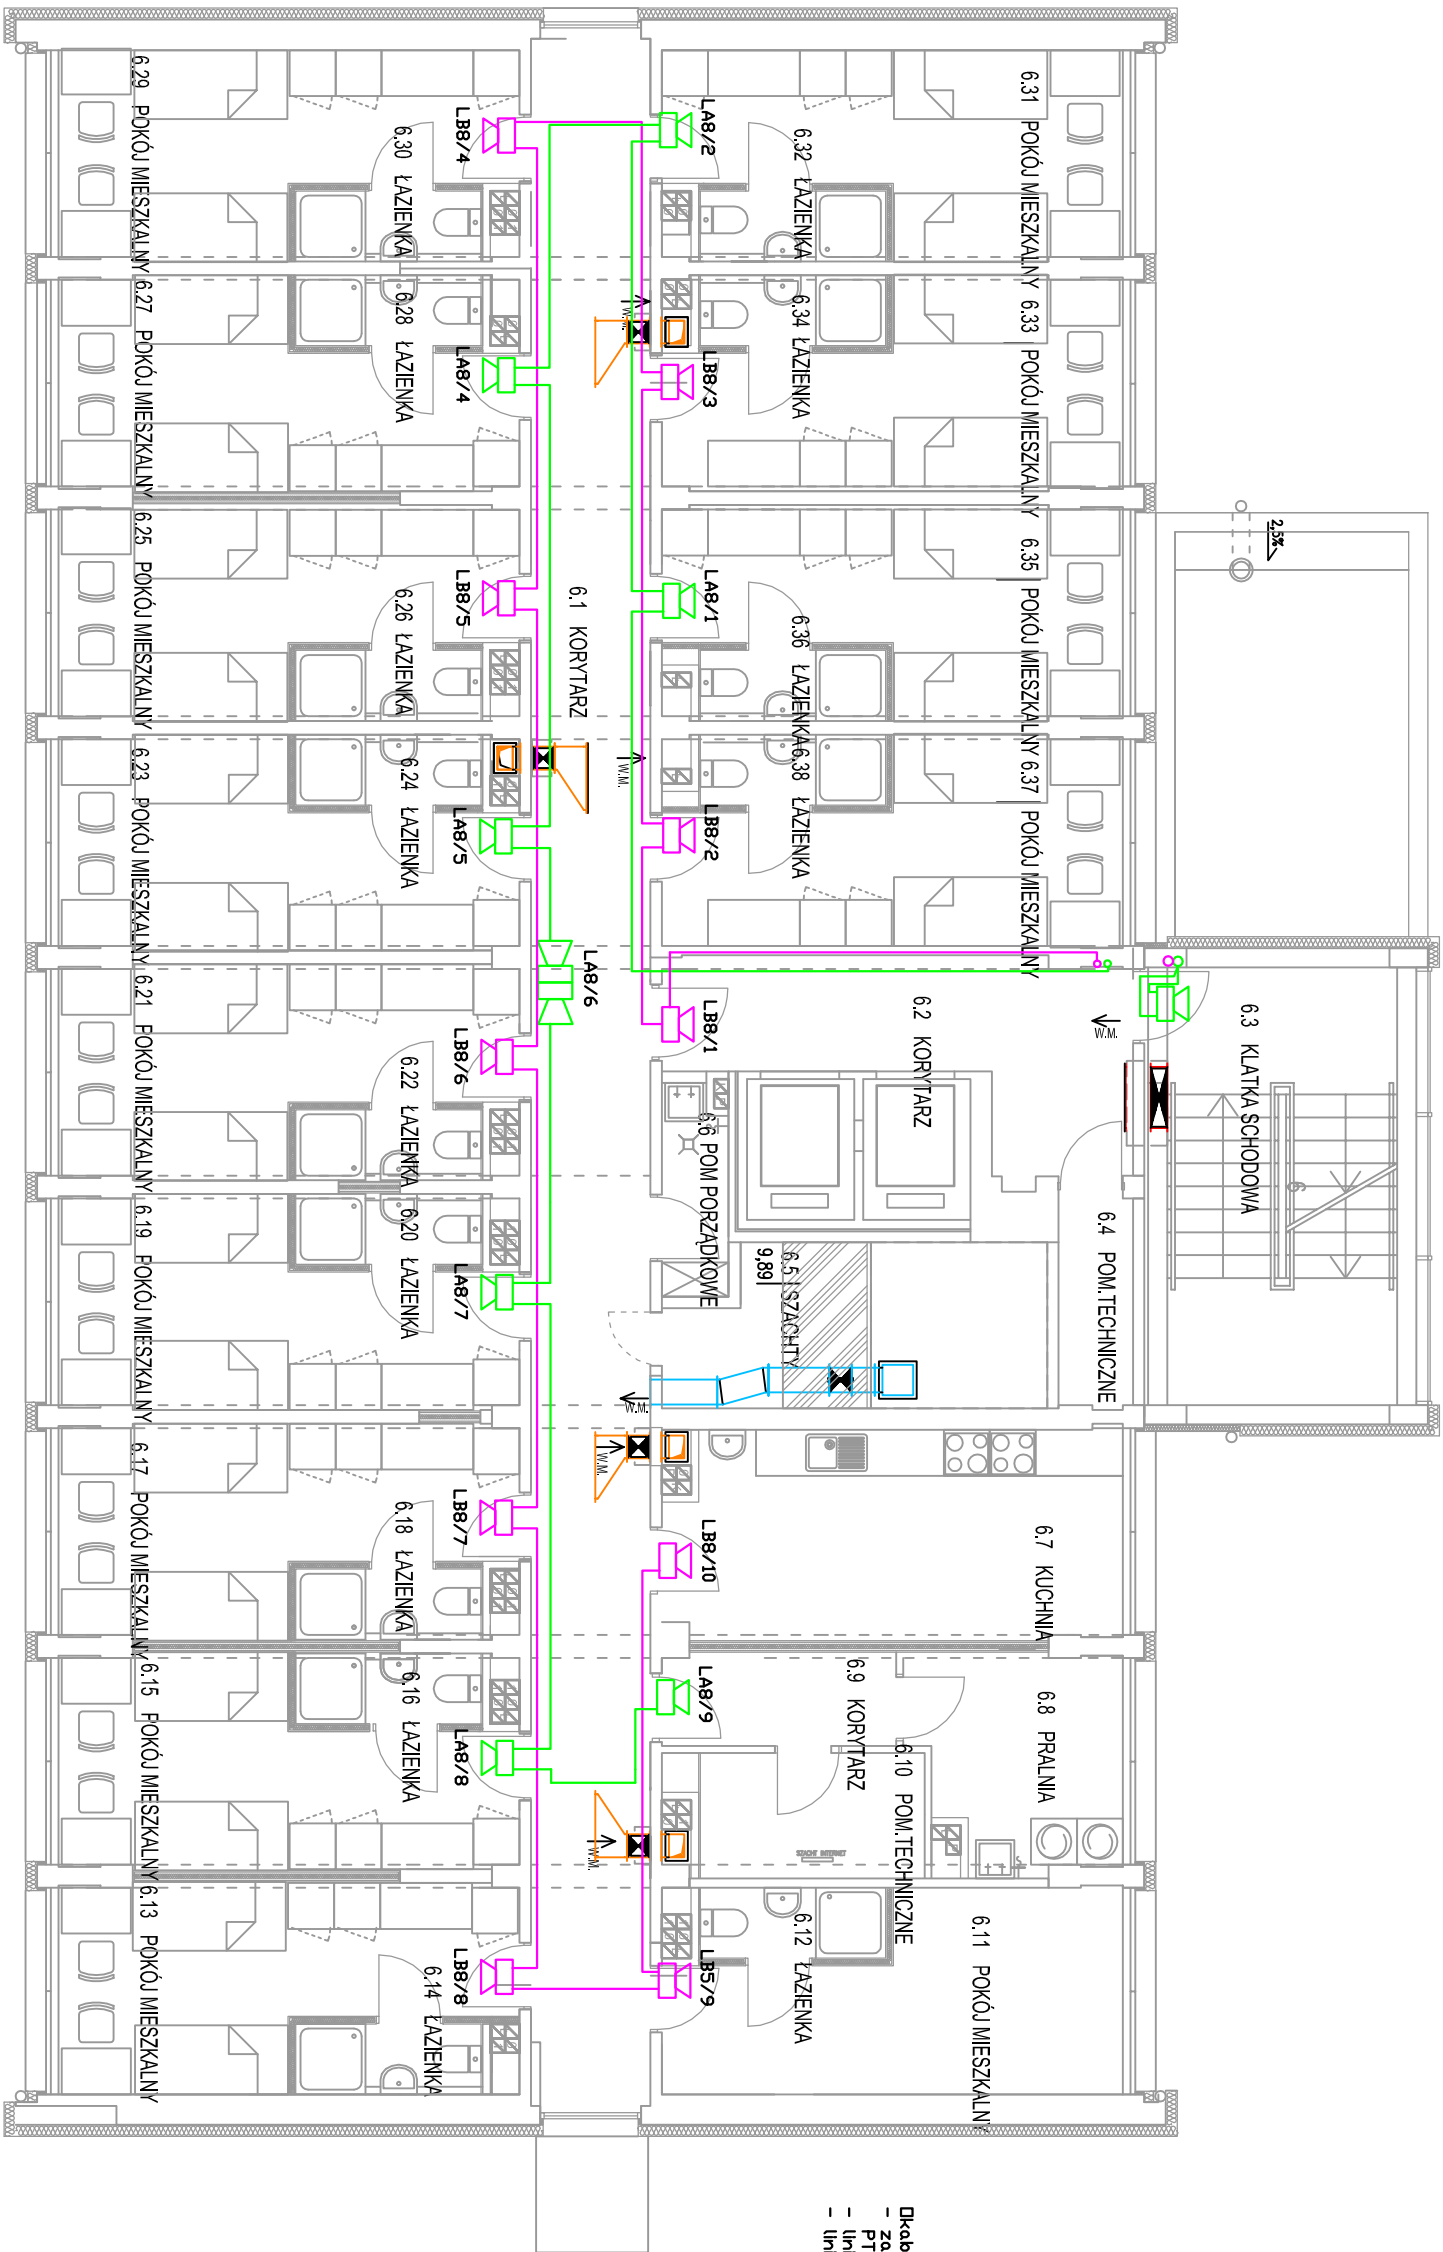 2,5%
6.31 POKÓJ MIESZKALNY
6.33 POKÓJ MIESZKALNY
6.35 POKÓJ MIESZKALNY
6.37 POKÓJ MIESZKALNY
6.3 KLATKA SCHODOWA
9
6.4 POM.TECHNICZNE
6.7 KUCHNIA
6.8 PRALNIA
6.11 POKÓJ MIESZKALNY
6.2 KORYTARZ
W.M.
6.9 KORYTARZ
6.10 POM.TECHNICZNE
SZACHT INTERNET
6.32 ŁAZIENKA
6.34 ŁAZIENKA
6.36 ŁAZIENKA
6.38 ŁAZIENKA
6.5 SZACHTY
9,89
6.12 ŁAZIENKA
6.6 POM PORZĄDKOWE
LA8/2
LB8/3
LA8/1
LB8/2
LB8/1
LB8/10
LA8/9
LB5/9
W.M.
W.M.
W.M.
W.M.
W.M.
6.1 KORYTARZ
LA8/6
LB8/4
LA8/4
LB8/5
LA8/5
LB8/6
LA8/7
LB8/7
LA8/8
LB8/8
6.30 ŁAZIENKA
6.28 ŁAZIENKA
6.26 ŁAZIENKA
6.24 ŁAZIENKA
6.22 ŁAZIENKA
6.20 ŁAZIENKA
6.18 ŁAZIENKA
6.16 ŁAZIENKA
6.14 ŁAZIENKA
6.29 POKÓJ MIESZKALNY
6.27 POKÓJ MIESZKALNY
6.25 POKÓJ MIESZKALNY
6.23 POKÓJ MIESZKALNY
6.21 POKÓJ MIESZKALNY
6.19 POKÓJ MIESZKALNY
6.17 POKÓJ MIESZKALNY
6.15 POKÓJ MIESZKALNY
6.13 POKÓJ MIESZKALNY
Okab
- za
PT
- lini
- lini